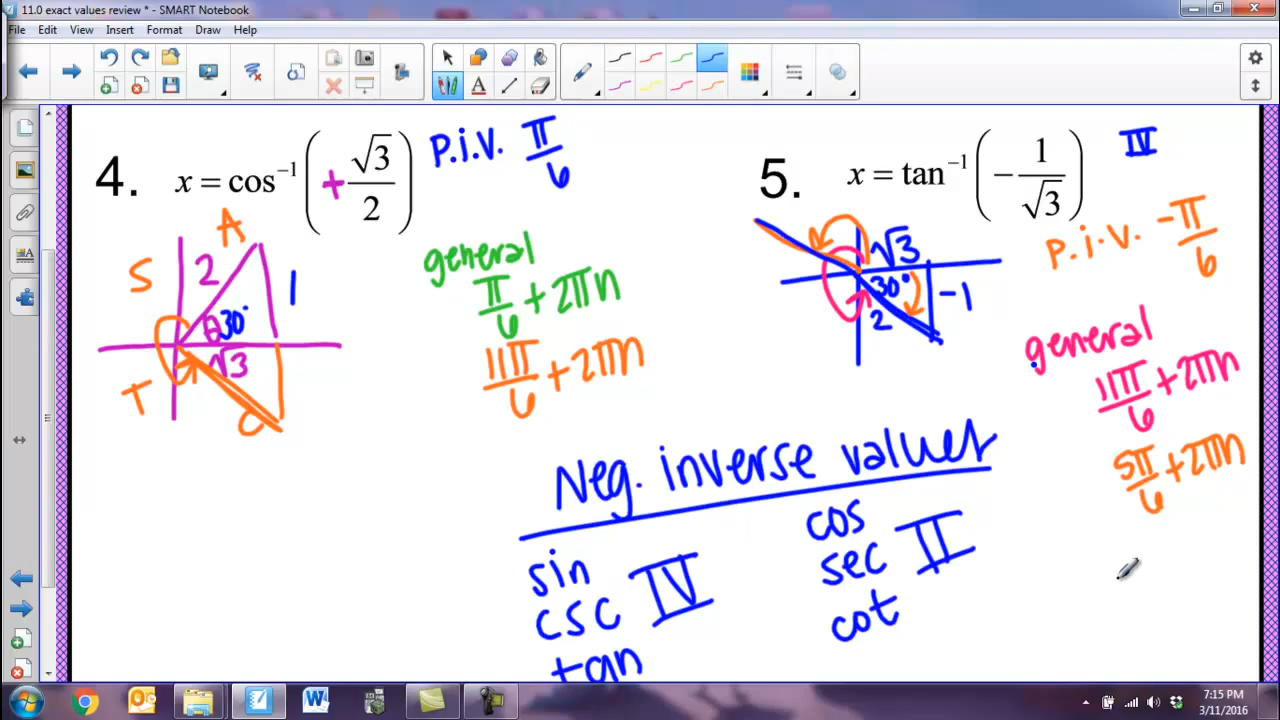 11.0 exact values review * - SMART Notebook
File Edit View Insert Format Draw Help
4. x = cos⁻¹ (+ √3/2)
P.i.V. π/6
A
S
2
1
θ 30°
√3
T
C
general
π/6 + 2πn
11π/6 + 2πn
5. x = tan⁻¹ (− 1/√3)
IV
P.i.V. -π/6
√3
30°
-1
2
general
11π/6 + 2πn
5π/6 + 2πn
Neg. inverse values
sin
csc IV
tan
cos
sec II
cot
7:15 PM
3/11/2016